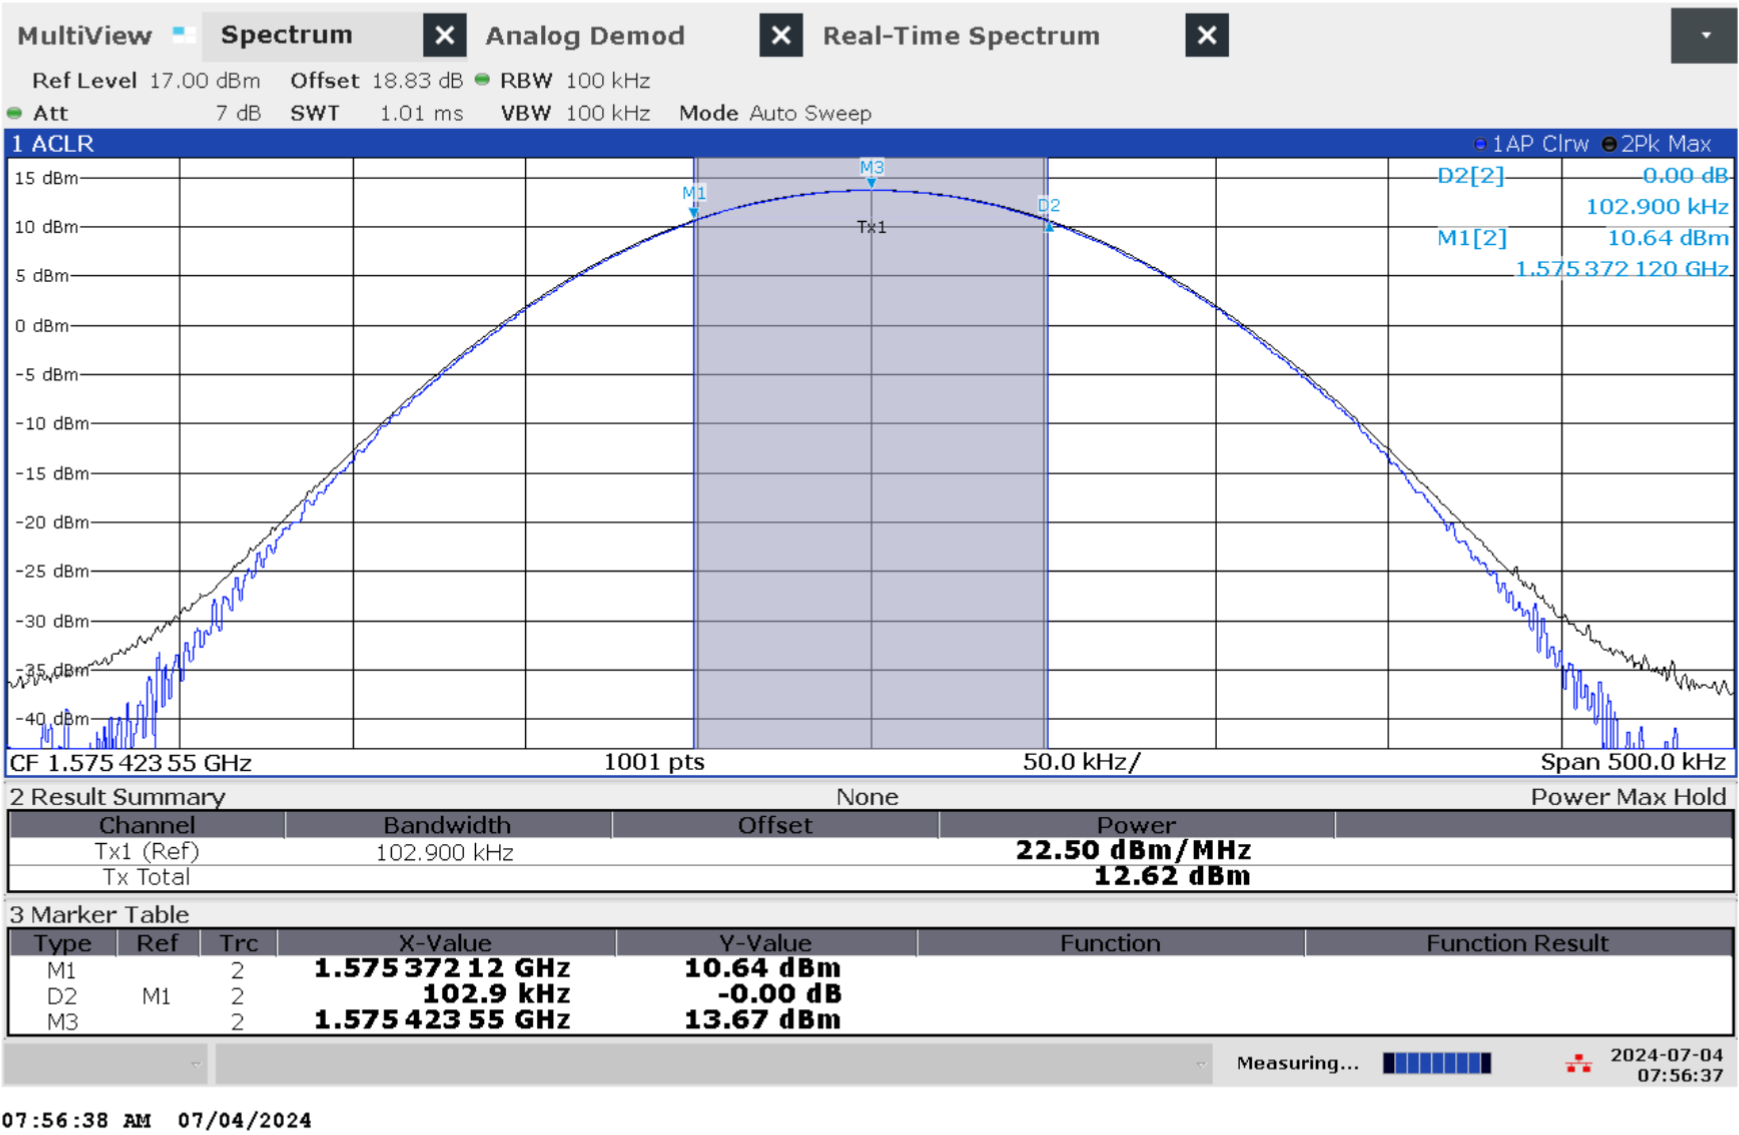 MultiView Spectrum X Analog Demod X Real-Time Spectrum X
Ref Level 17.00 dBm Offset 18.83 dB RBW 100 kHz
Att 7 dB SWT 1.01 ms VBW 100 kHz Mode Auto Sweep
1 ACLR 1AP Clrw 2Pk Max
15 dBm
M3
D2[2] 0.00 dB
M1
D2
102.900 kHz
10 dBm
Tx1
M1[2] 10.64 dBm
5 dBm
1.575 372 120 GHz
0 dBm
-5 dBm
-10 dBm
-15 dBm
-20 dBm
-25 dBm
-30 dBm
-35 dBm
-40 dBm
CF 1.575 423 55 GHz 1001 pts 50.0 kHz/ Span 500.0 kHz
2 Result Summary None Power Max Hold
Channel Bandwidth Offset Power
Tx1 (Ref) 102.900 kHz 22.50 dBm/MHz
Tx Total 12.62 dBm
3 Marker Table
Type Ref Trc X-Value Y-Value Function Function Result
M1 2 1.575 372 12 GHz 10.64 dBm
D2 M1 2 102.9 kHz -0.00 dB
M3 2 1.575 423 55 GHz 13.67 dBm
Measuring... 2024-07-04
07:56:37
07:56:38 AM 07/04/2024